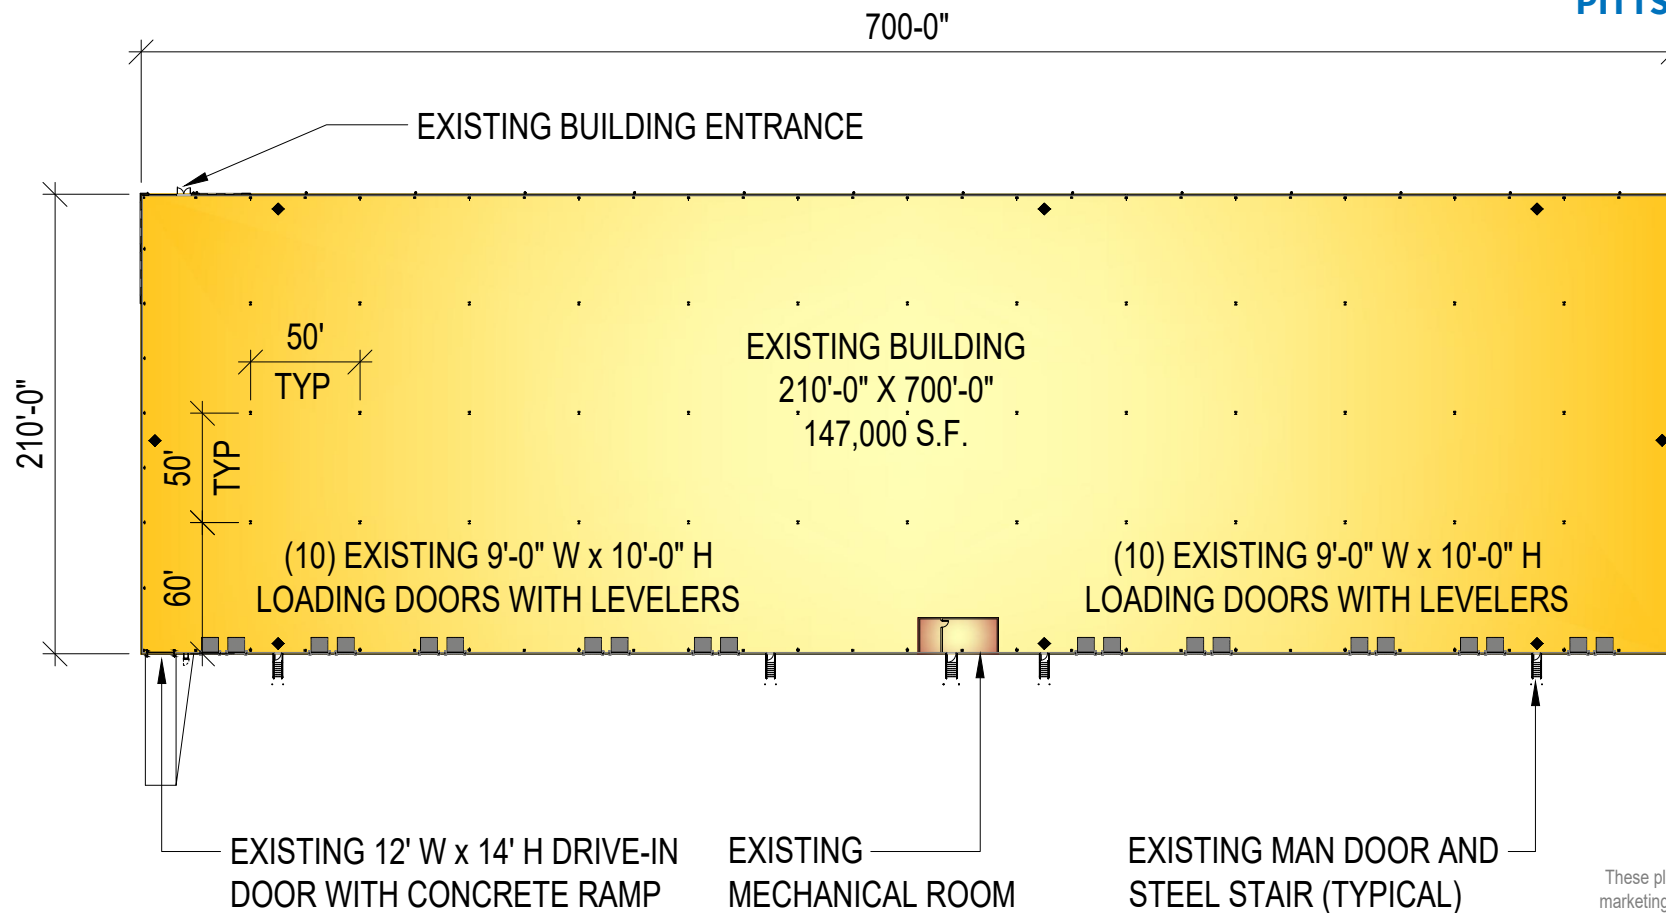 PITTS
700-0"
EXISTING BUILDING ENTRANCE
50'
TYP
EXISTING BUILDING
210'-0" X 700'-0"
147,000 S.F.
210'-0"
50'
TYP
60'
(10) EXISTING 9'-0" W x 10'-0" H
LOADING DOORS WITH LEVELERS
(10) EXISTING 9'-0" W x 10'-0" H
LOADING DOORS WITH LEVELERS
EXISTING 12' W x 14' H DRIVE-IN
DOOR WITH CONCRETE RAMP
EXISTING
MECHANICAL ROOM
EXISTING MAN DOOR AND
STEEL STAIR (TYPICAL)
These pl
marketing